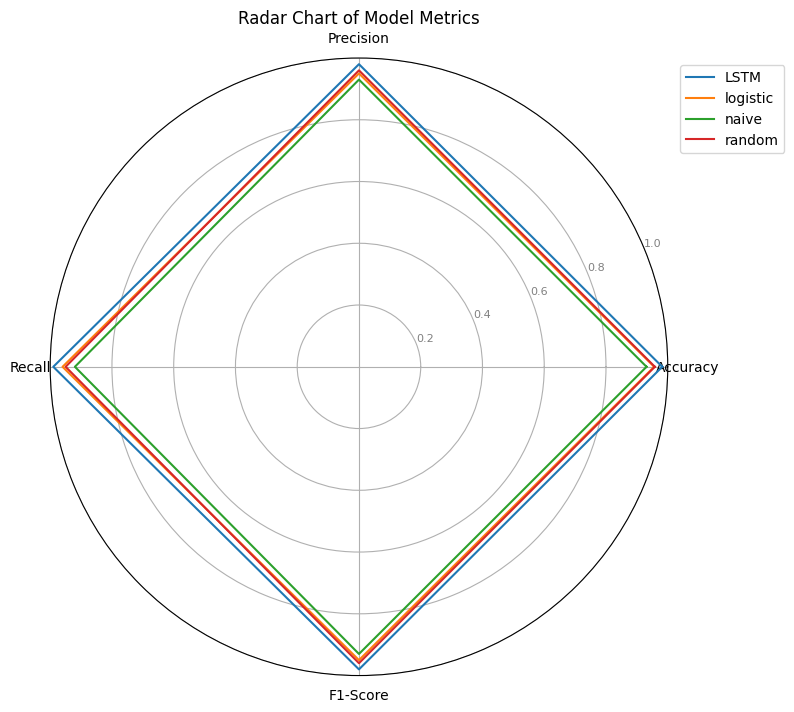 Radar Chart of Model Metrics
Precision
LSTM
logistic
naive
random
1.0
0.8
0.6
0.4
0.2
Recall
Accuracy
F1-Score